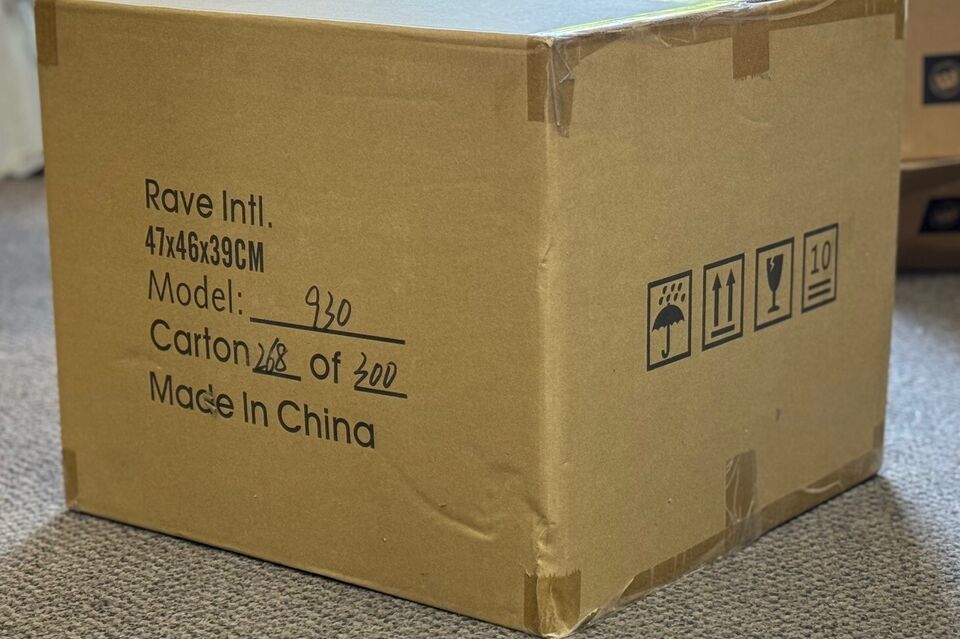 Rave Intl.
47x46x39CM
Model: 930
Carton 268 of 300
Made In China
10